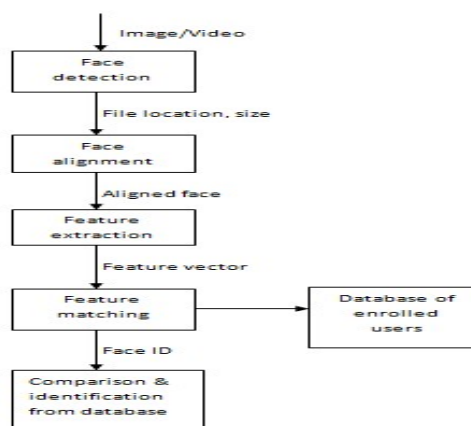 Image/Video
Face
detection
File location, size
Face
alignment
Aligned face
Feature
extraction
Feature vector
Feature
matching
Database of
enrolled
users
Face ID
Comparison &
identification
from database